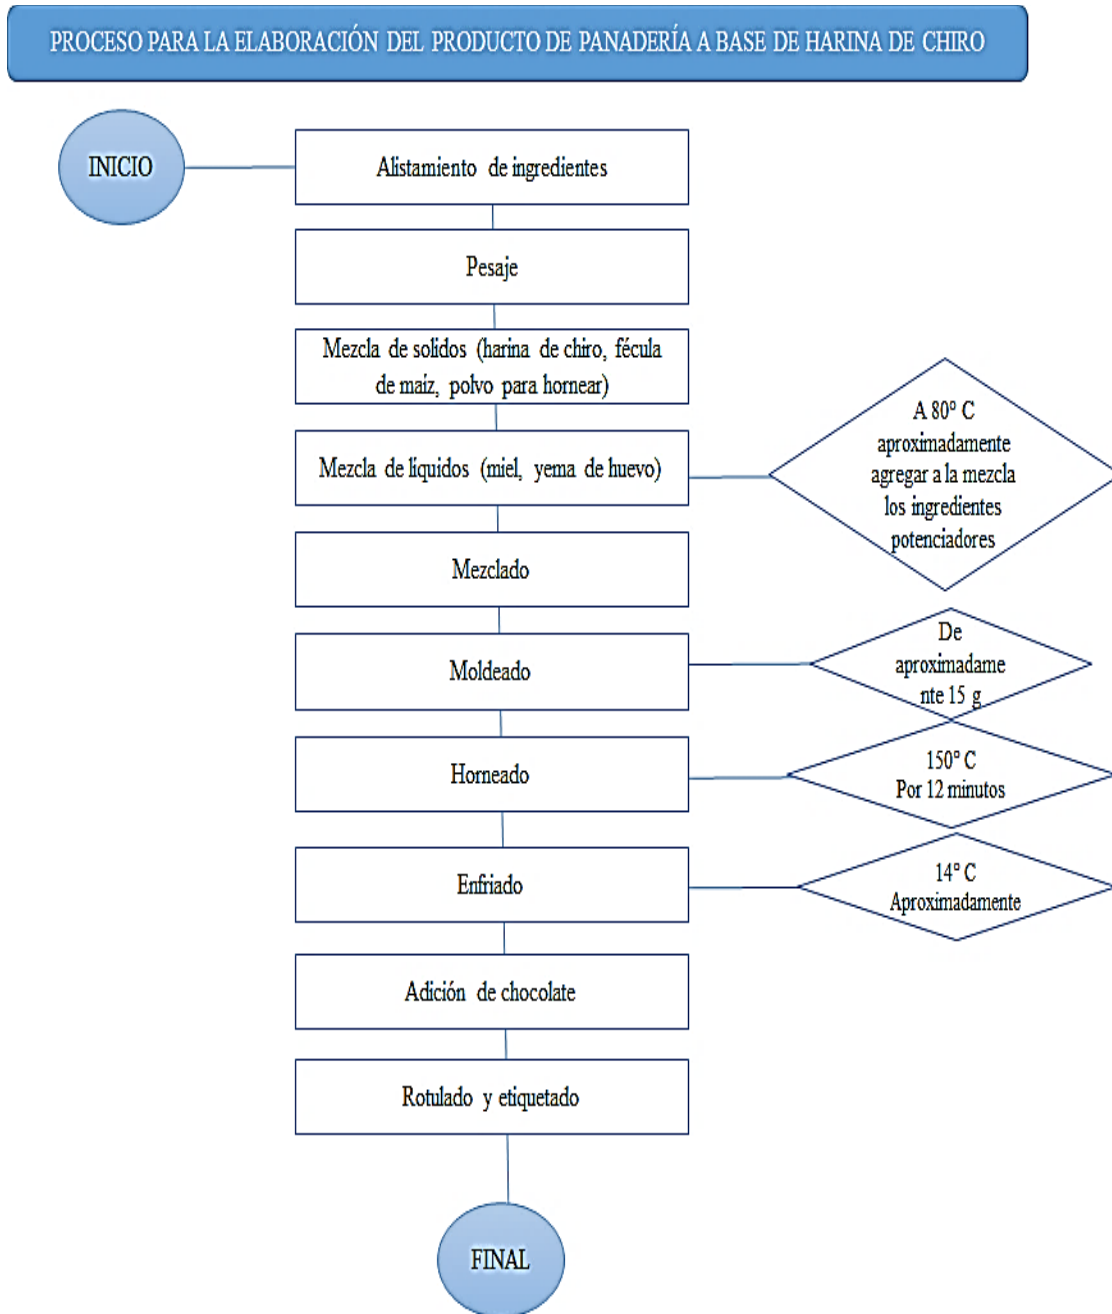 PROCESO PARA LA ELABORACIÓN DEL PRODUCTO DE PANADERÍA A BASE DE HARINA DE CHIRO
INICIO
Alistamiento de ingredientes
Pesaje
Mezcla de solidos (harina de chiro, fécula
de maíz, polvo para hornear)
Mezcla de líquidos (miel, yema de huevo)
A 80° C
aproximadamente
agregar a la mezcla
los ingredientes
potenciadores
Mezclado
Moldeado
De
aproximadame
nte 15 g
Horneado
150° C
Por 12 minutos
Enfriado
14° C
Aproximadamente
Adición de chocolate
Rotulado y etiquetado
FINAL